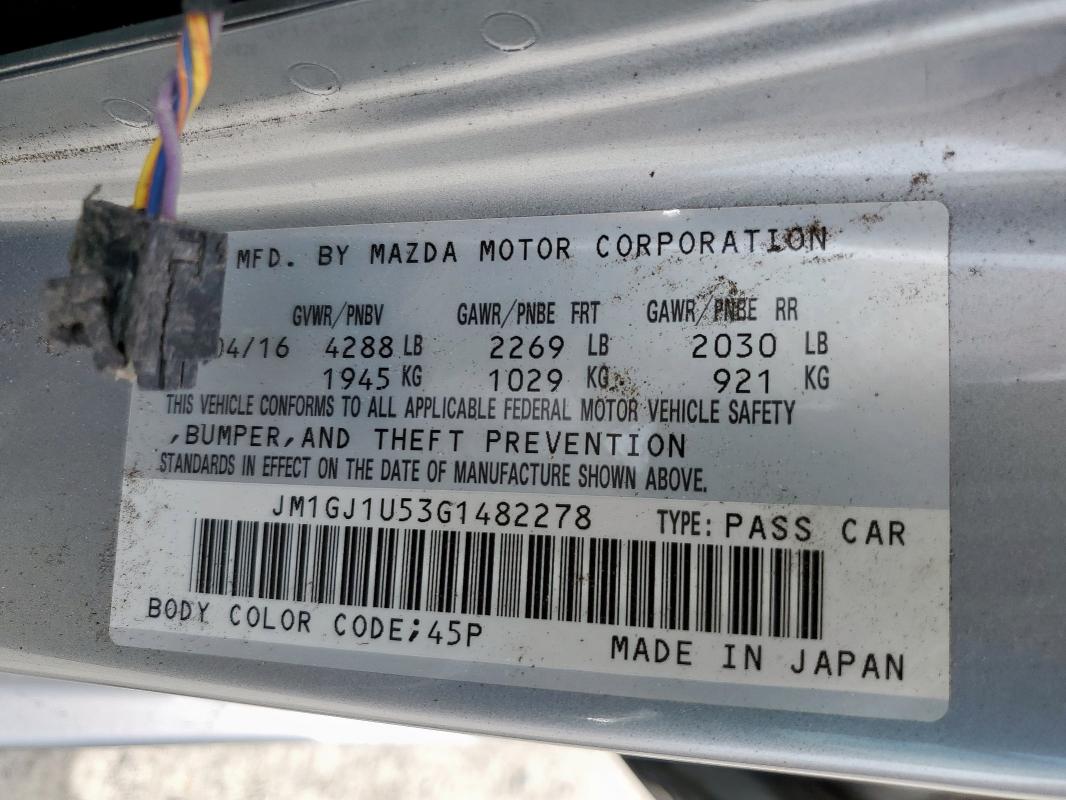 MFD. BY MAZDA MOTOR CORPORATION
GVWR/PNBV GAWR/PNBE FRT GAWR/PNBE RR
04/16 4288 LB 2269 LB 2030 LB
1945 KG 1029 KG 921 KG
THIS VEHICLE CONFORMS TO ALL APPLICABLE FEDERAL MOTOR VEHICLE SAFETY
,BUMPER,AND THEFT PREVENTION
STANDARDS IN EFFECT ON THE DATE OF MANUFACTURE SHOWN ABOVE.
JM1GJ1U53G1482278 TYPE: PASS CAR
BODY COLOR CODE;45P MADE IN JAPAN